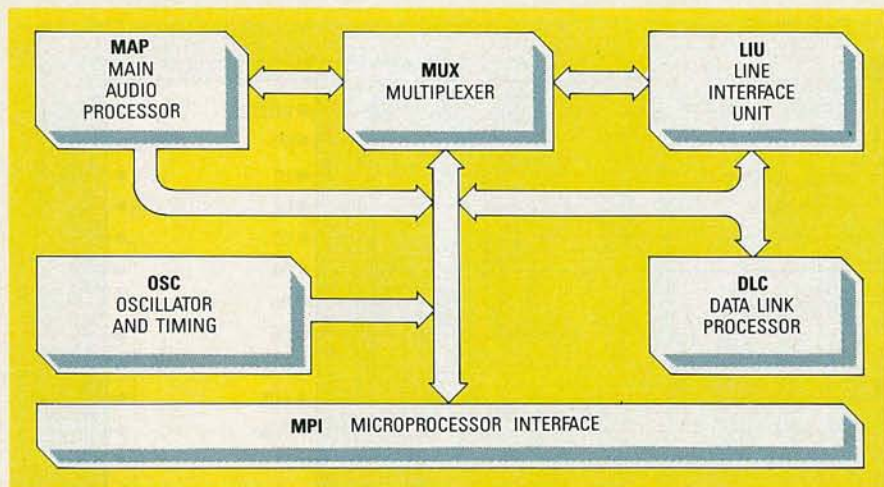 MAP
MAIN
AUDIO
PROCESSOR
MUX
MULTIPLEXER
LIU
LINE
INTERFACE
UNIT
OSC
OSCILLATOR
AND TIMING
DLC
DATA LINK
PROCESSOR
MPI MICROPROCESSOR INTERFACE